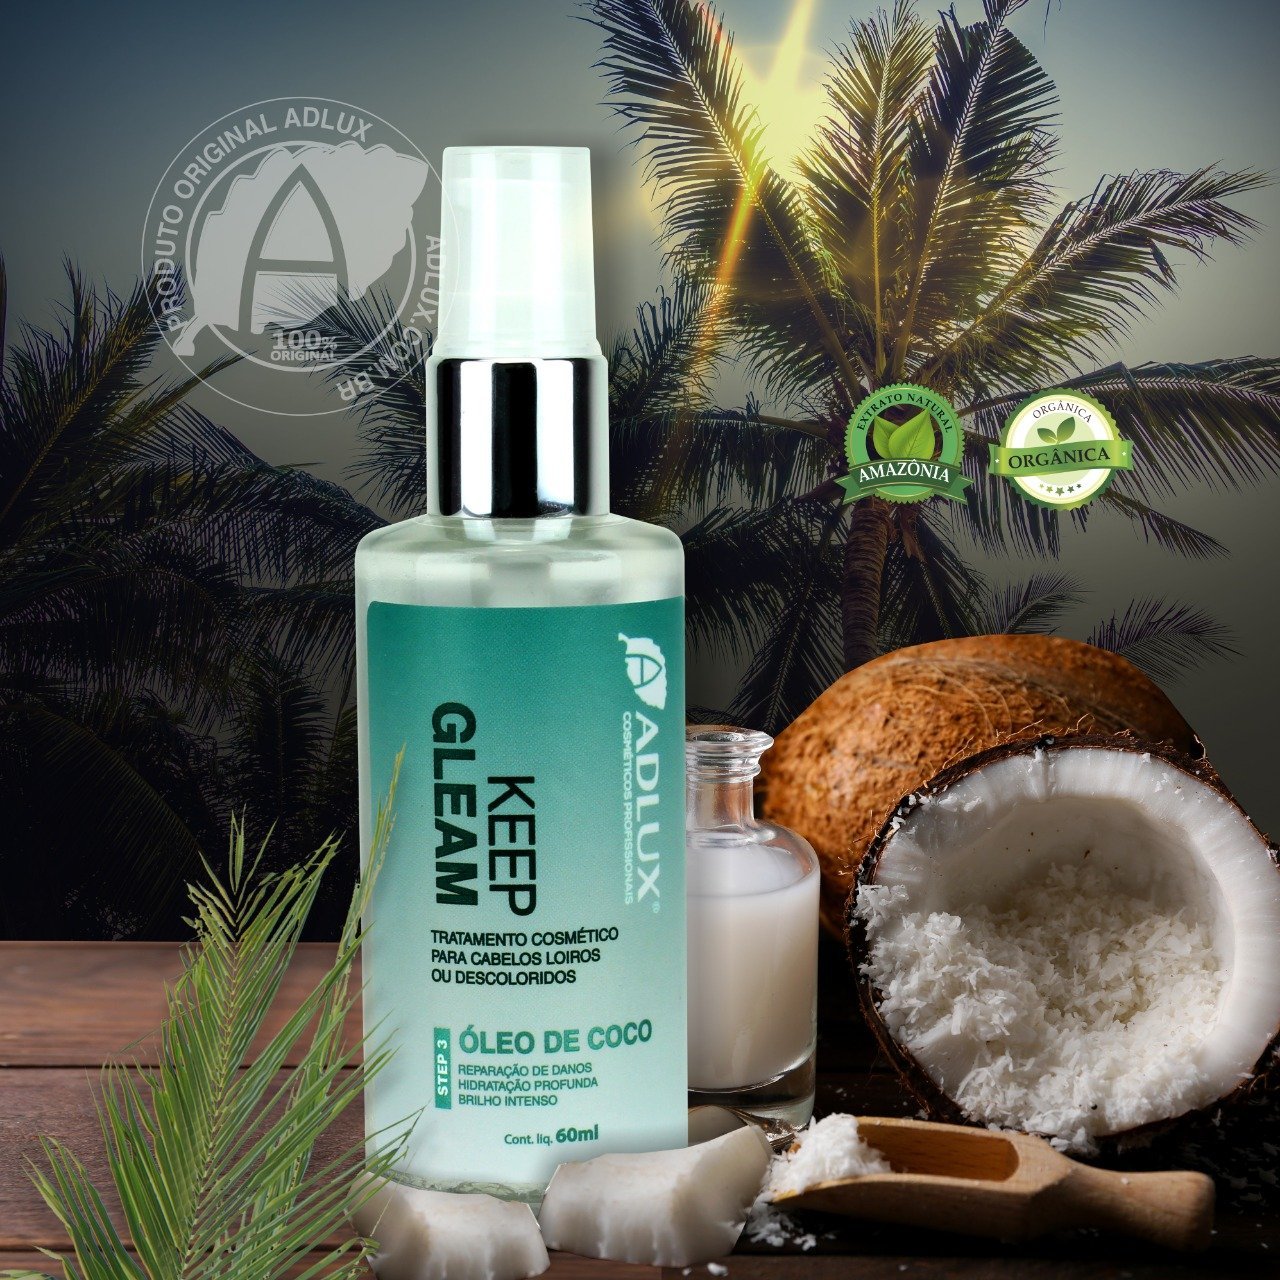 PRODUTO ORIGINAL ADLUX
ADLUX.COM.BR
100%
ORIGINAL
EXTRATO NATURAL
AMAZÔNIA
ORGÂNICA
ORGÂNICA
ADLUX®
COSMÉTICOS PROFISSIONAIS
KEEP
GLEAM
TRATAMENTO COSMÉTICO
PARA CABELOS LOIROS
OU DESCOLORIDOS
STEP 3
ÓLEO DE COCO
REPARAÇÃO DE DANOS
HIDRATAÇÃO PROFUNDA
BRILHO INTENSO
Cont. liq. 60ml